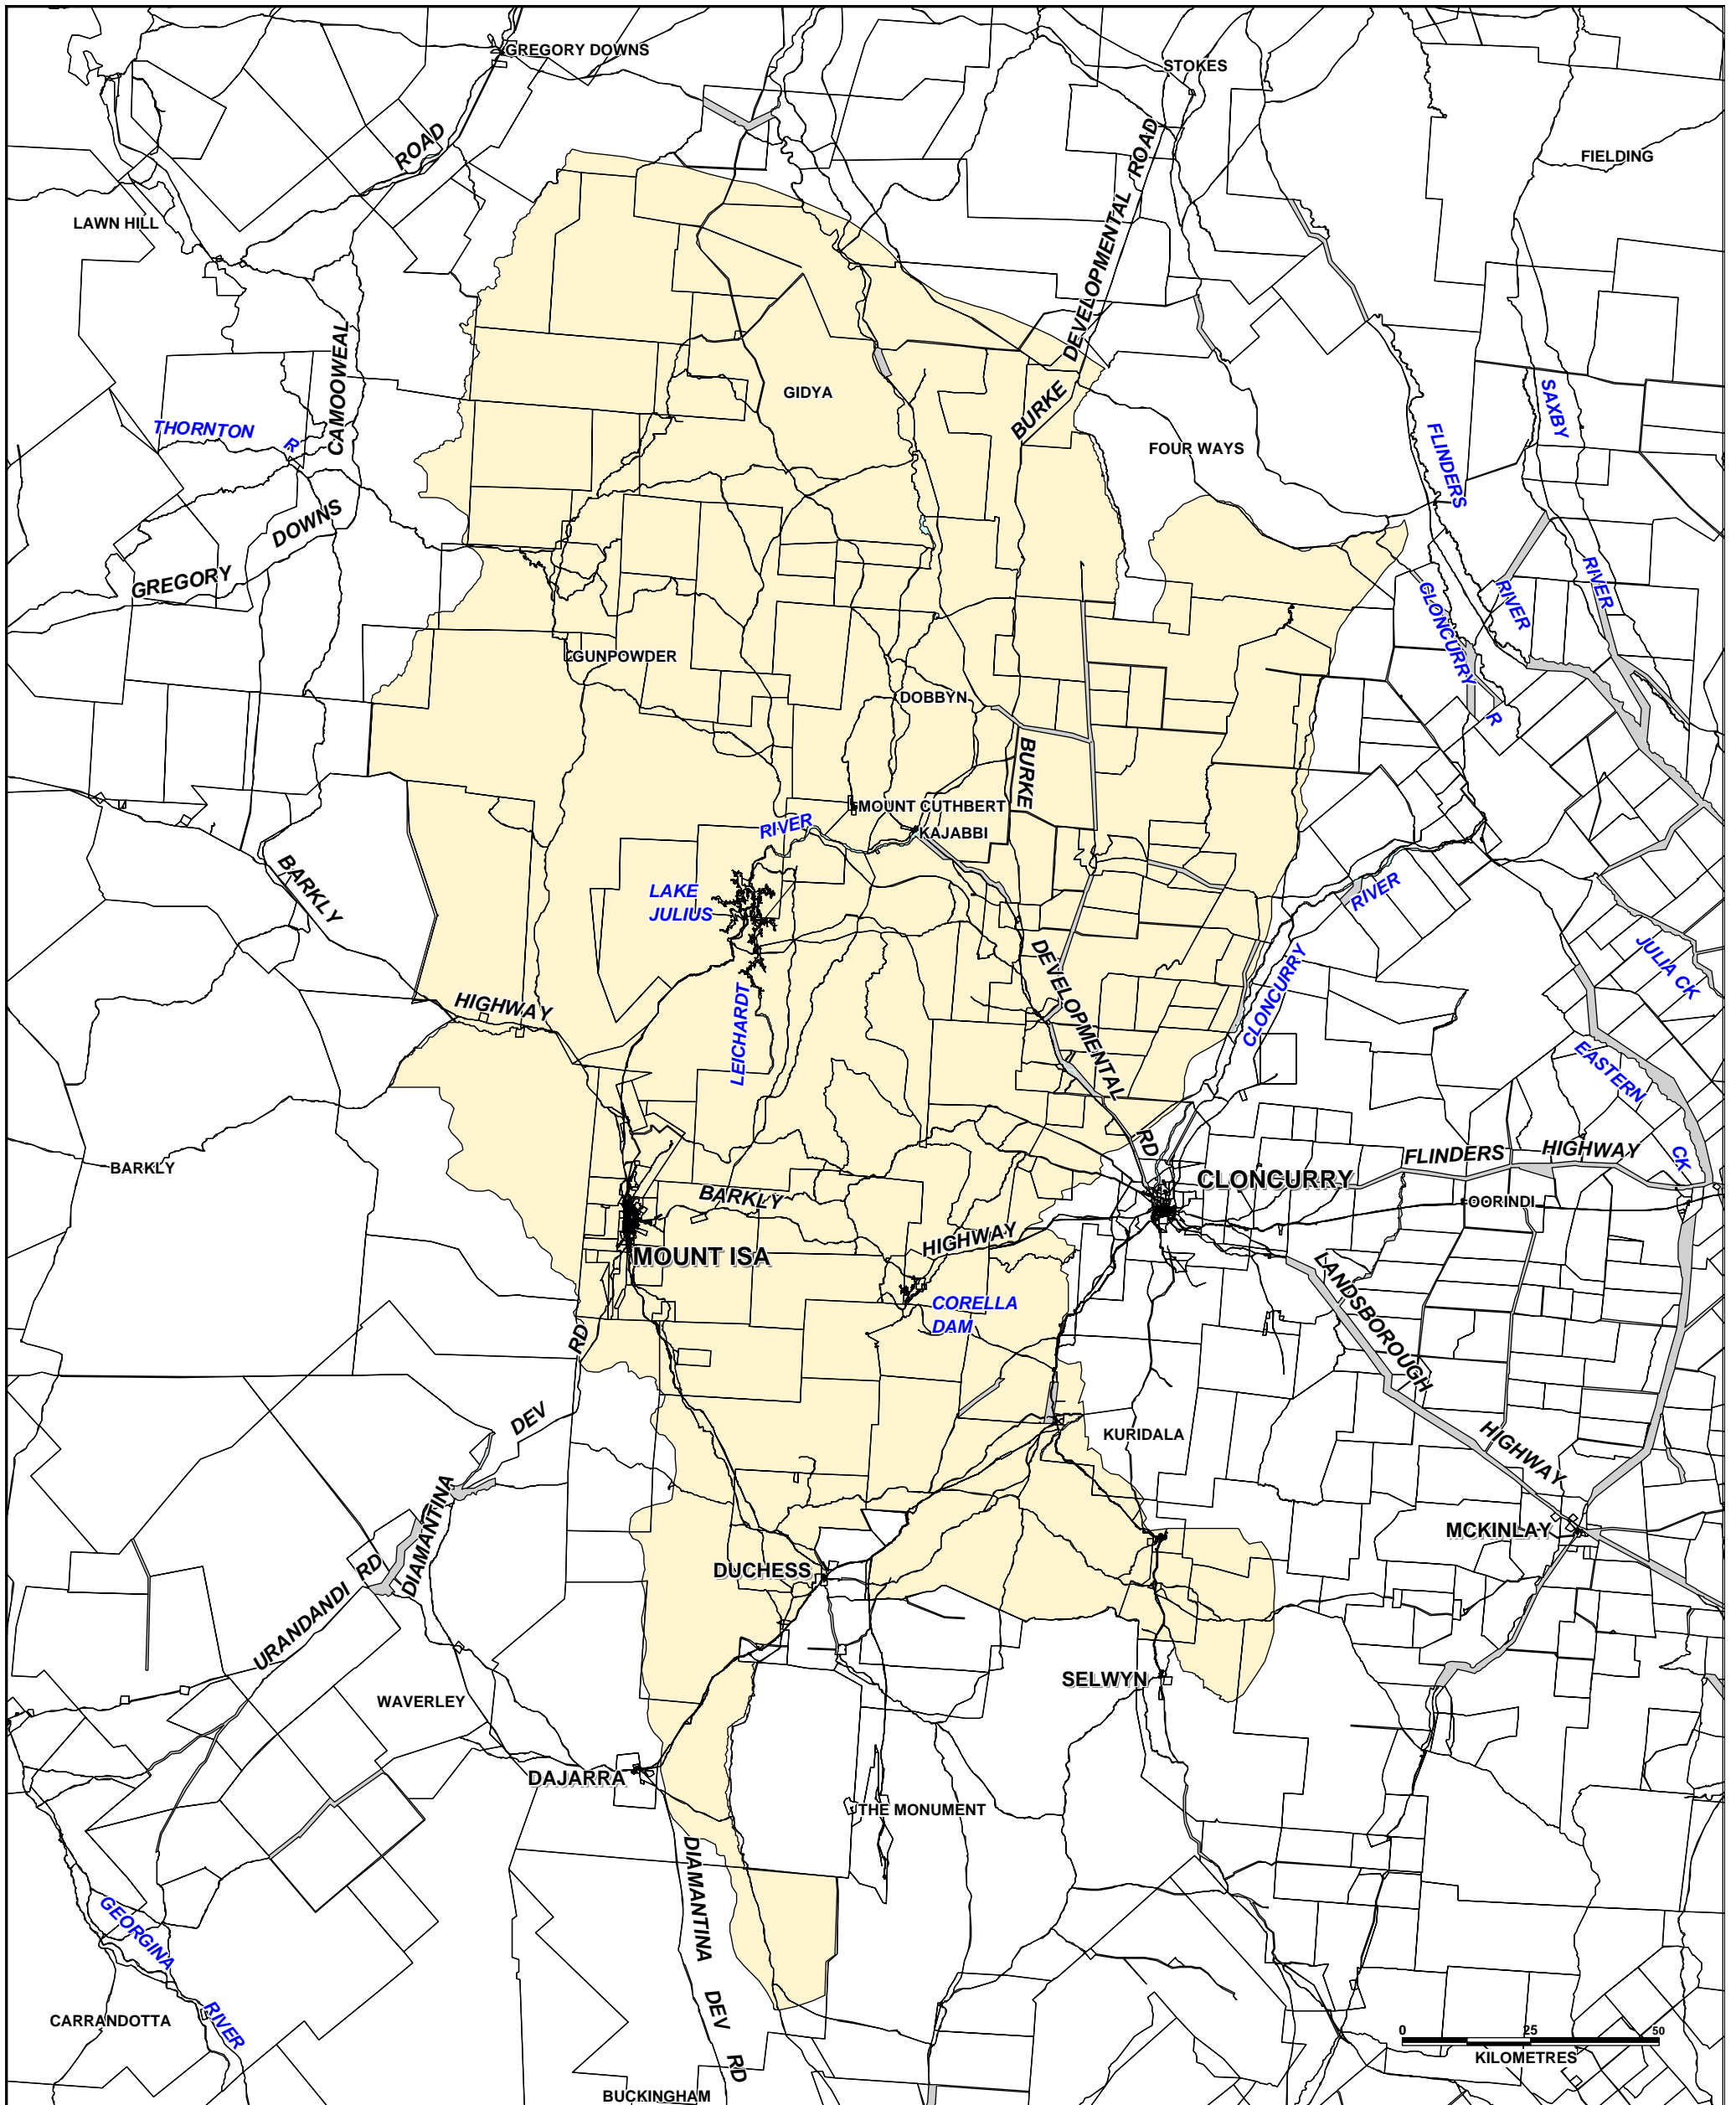 GREGORY DOWNS
STOKES
ROAD
DEVELOPMENTAL ROAD
FIELDING
LAWN HILL
CAMOOWEAL
GIDYA
BURKE
SAXBY
THORNTON
R
FLINDERS
FOUR WAYS
DOWNS
GREGORY
RIVER
RIVER
CLONCURRY
R
GUNPOWDER
DOBBYN
BURKE
MOUNT CUTHBERT
RIVER
KAJABBI
BARKLY
LAKE
JULIUS
RIVER
JULIA CK
DEVELOPMENTAL
HIGHWAY
LEICHARDT
CLONCURRY
EASTERN
RD
CK
BARKLY
FLINDERS
HIGHWAY
CLONCURRY
BARKLY
OORINDI
HIGHWAY
MOUNT ISA
CORELLA
DAM
LANDSBOROUGH
RD
DEV
KURIDALA
HIGHWAY
DIAMANTINA
MCKINLAY
DUCHESS
URANDANDI RD
SELWYN
WAVERLEY
DAJARRA
THE MONUMENT
DIAMANTINA
GEORGINA
DEV
RIVER
CARRANDOTTA
RD
0 25 50
KILOMETRES
BUCKINGHAM